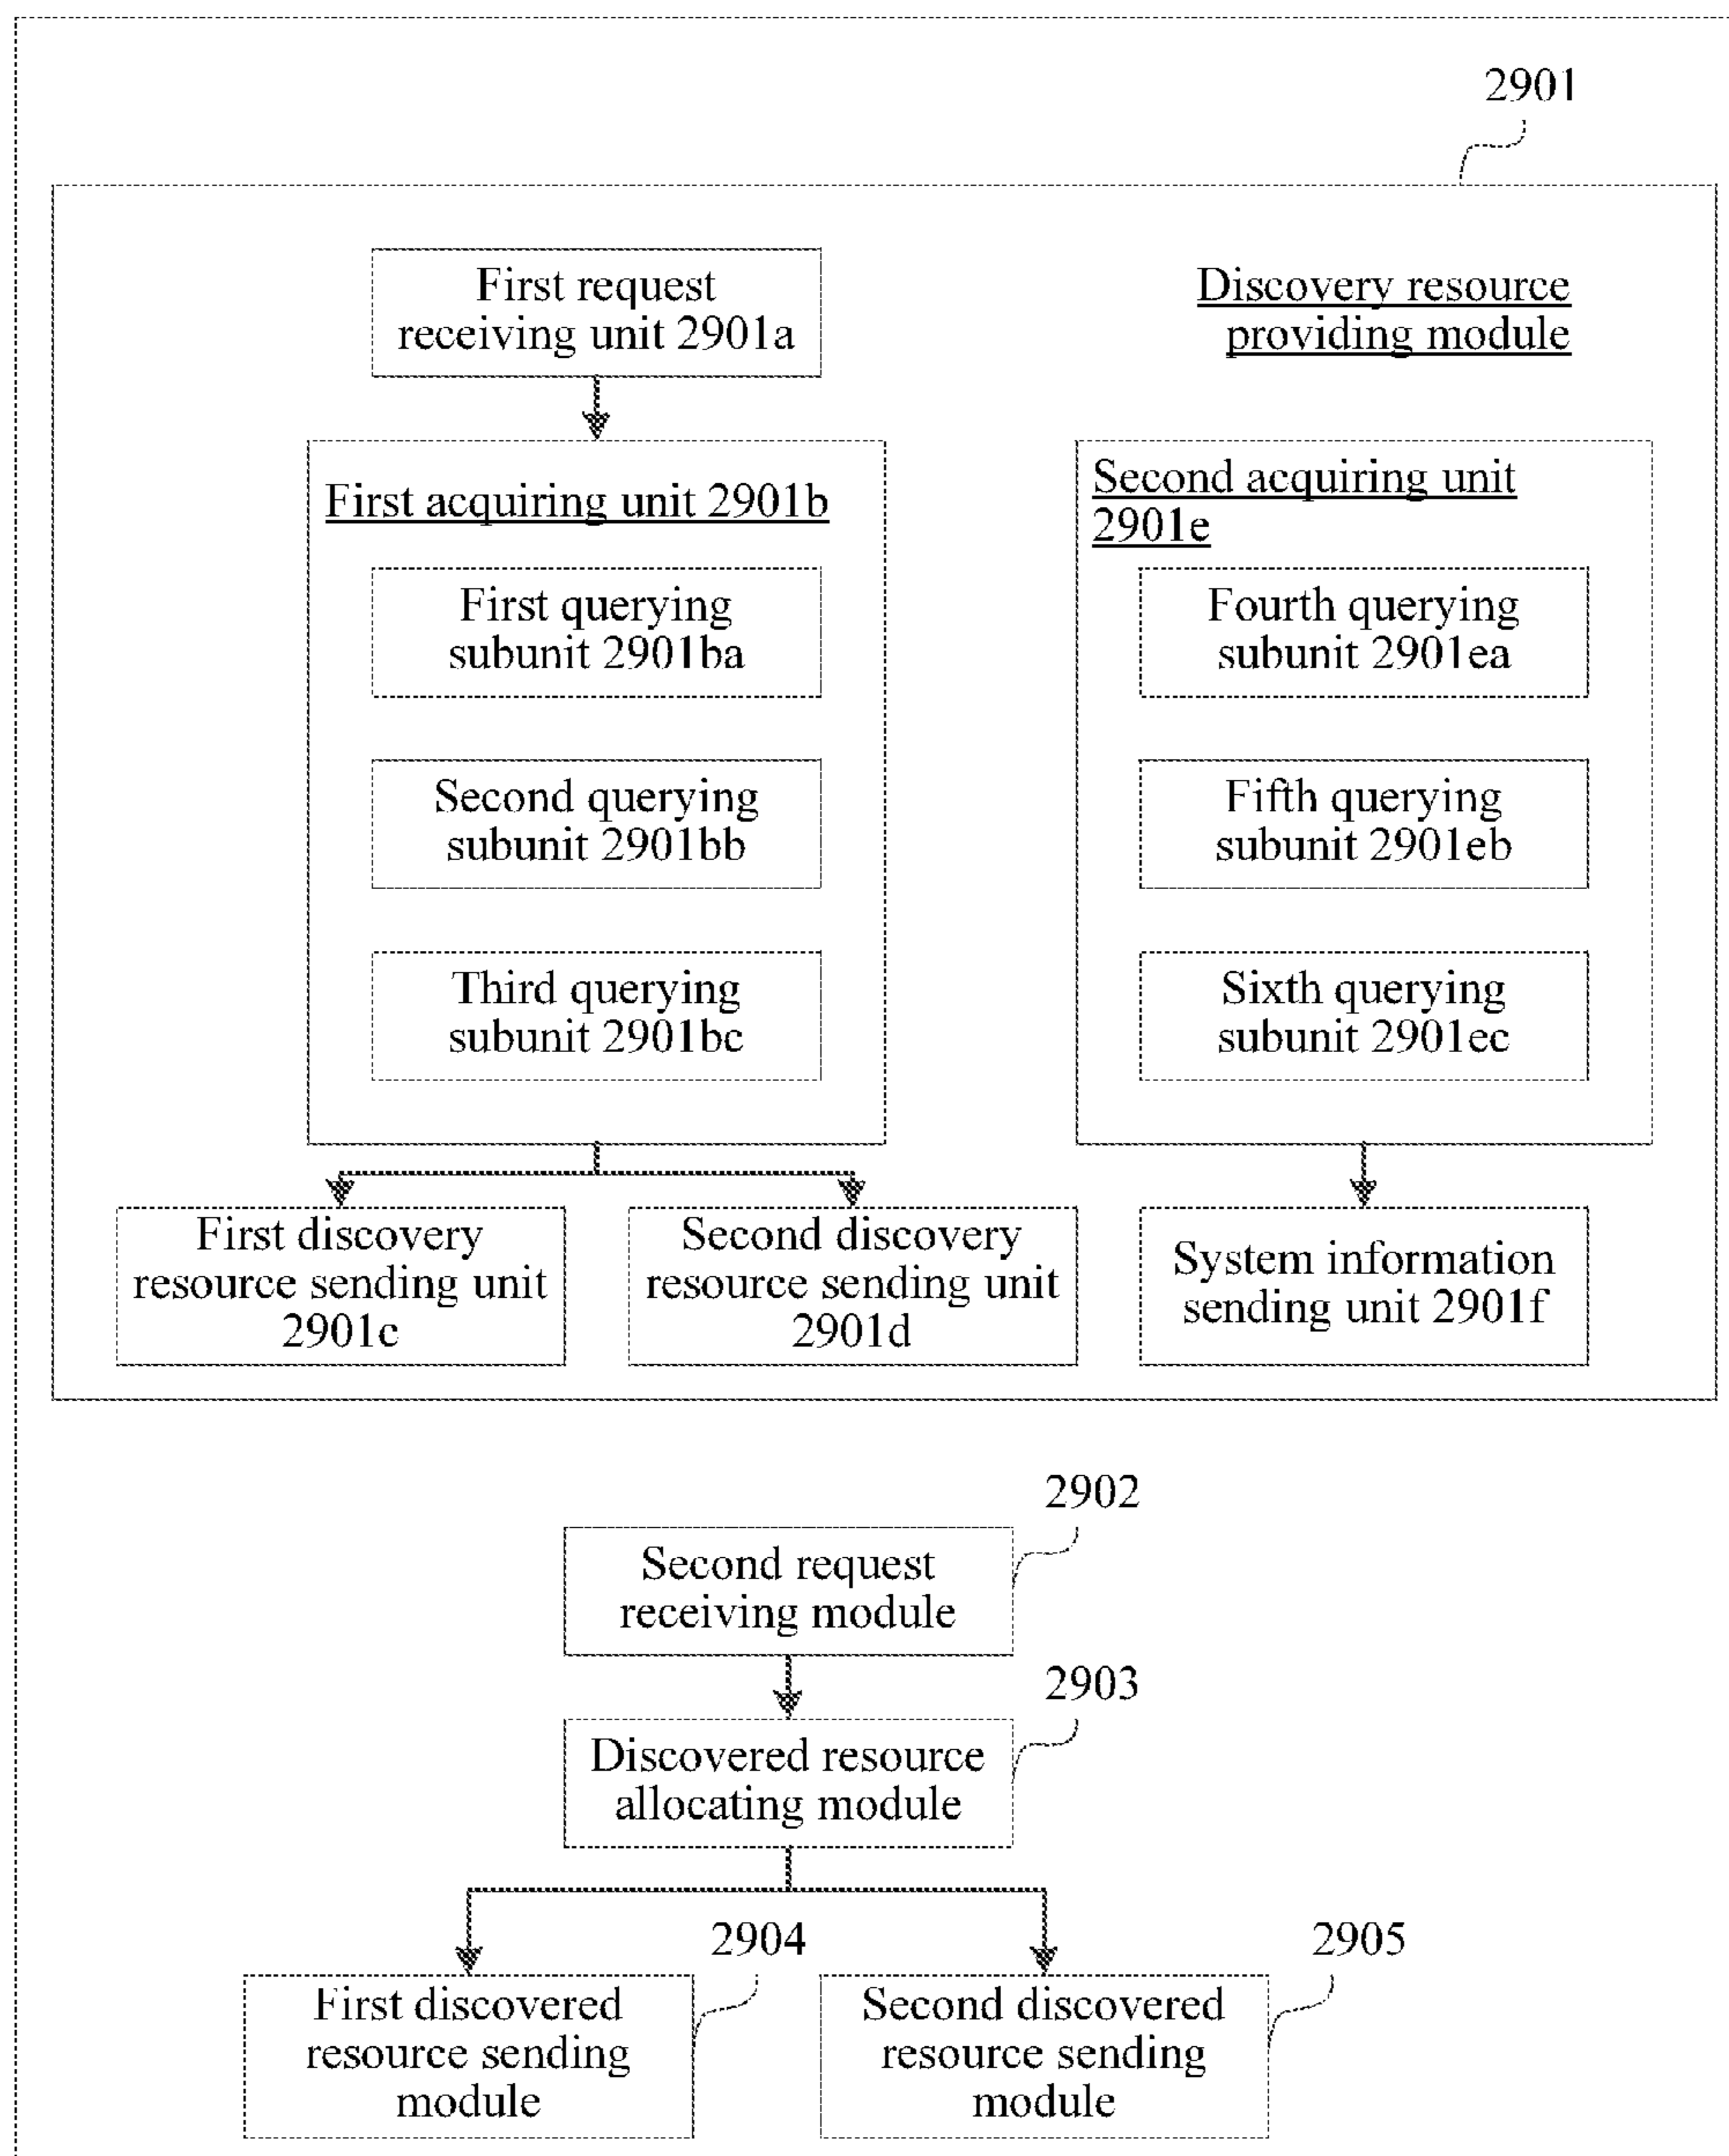 2901
First request
receiving unit 2901a
Discovery resource
providing module
First acquiring unit 2901b
First querying
subunit 2901ba
Second querying
subunit 2901bb
Third querying
subunit 2901bc
Second acquiring unit
2901e
Fourth querying
subunit 2901ea
Fifth querying
subunit 2901eb
Sixth querying
subunit 2901ec
First discovery
resource sending unit
2901c
Second discovery
resource sending unit
2901d
System information
sending unit 2901f
2902
Second request
receiving module
2903
Discovered resource
allocating module
2904
First discovered
resource sending
module
2905
Second discovered
resource sending
module